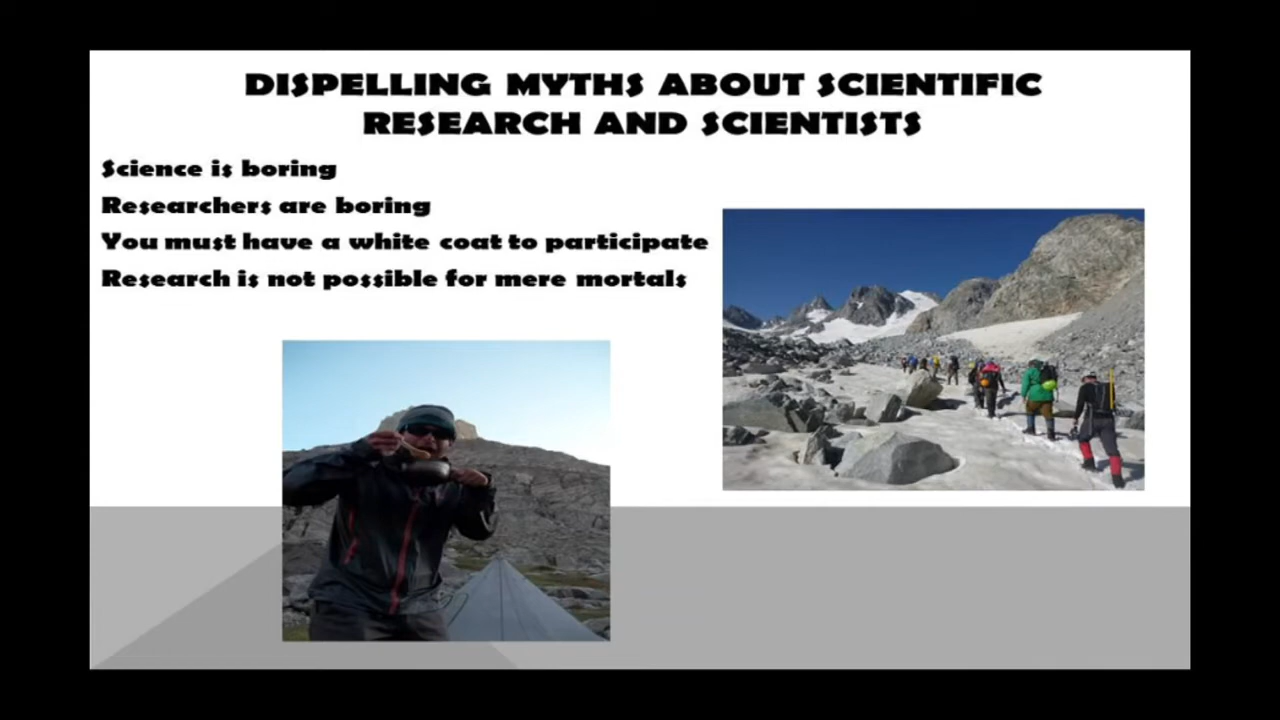 DISPELLING MYTHS ABOUT SCIENTIFIC
RESEARCH AND SCIENTISTS
Science is boring
Researchers are boring
You must have a white coat to participate
Research is not possible for mere mortals